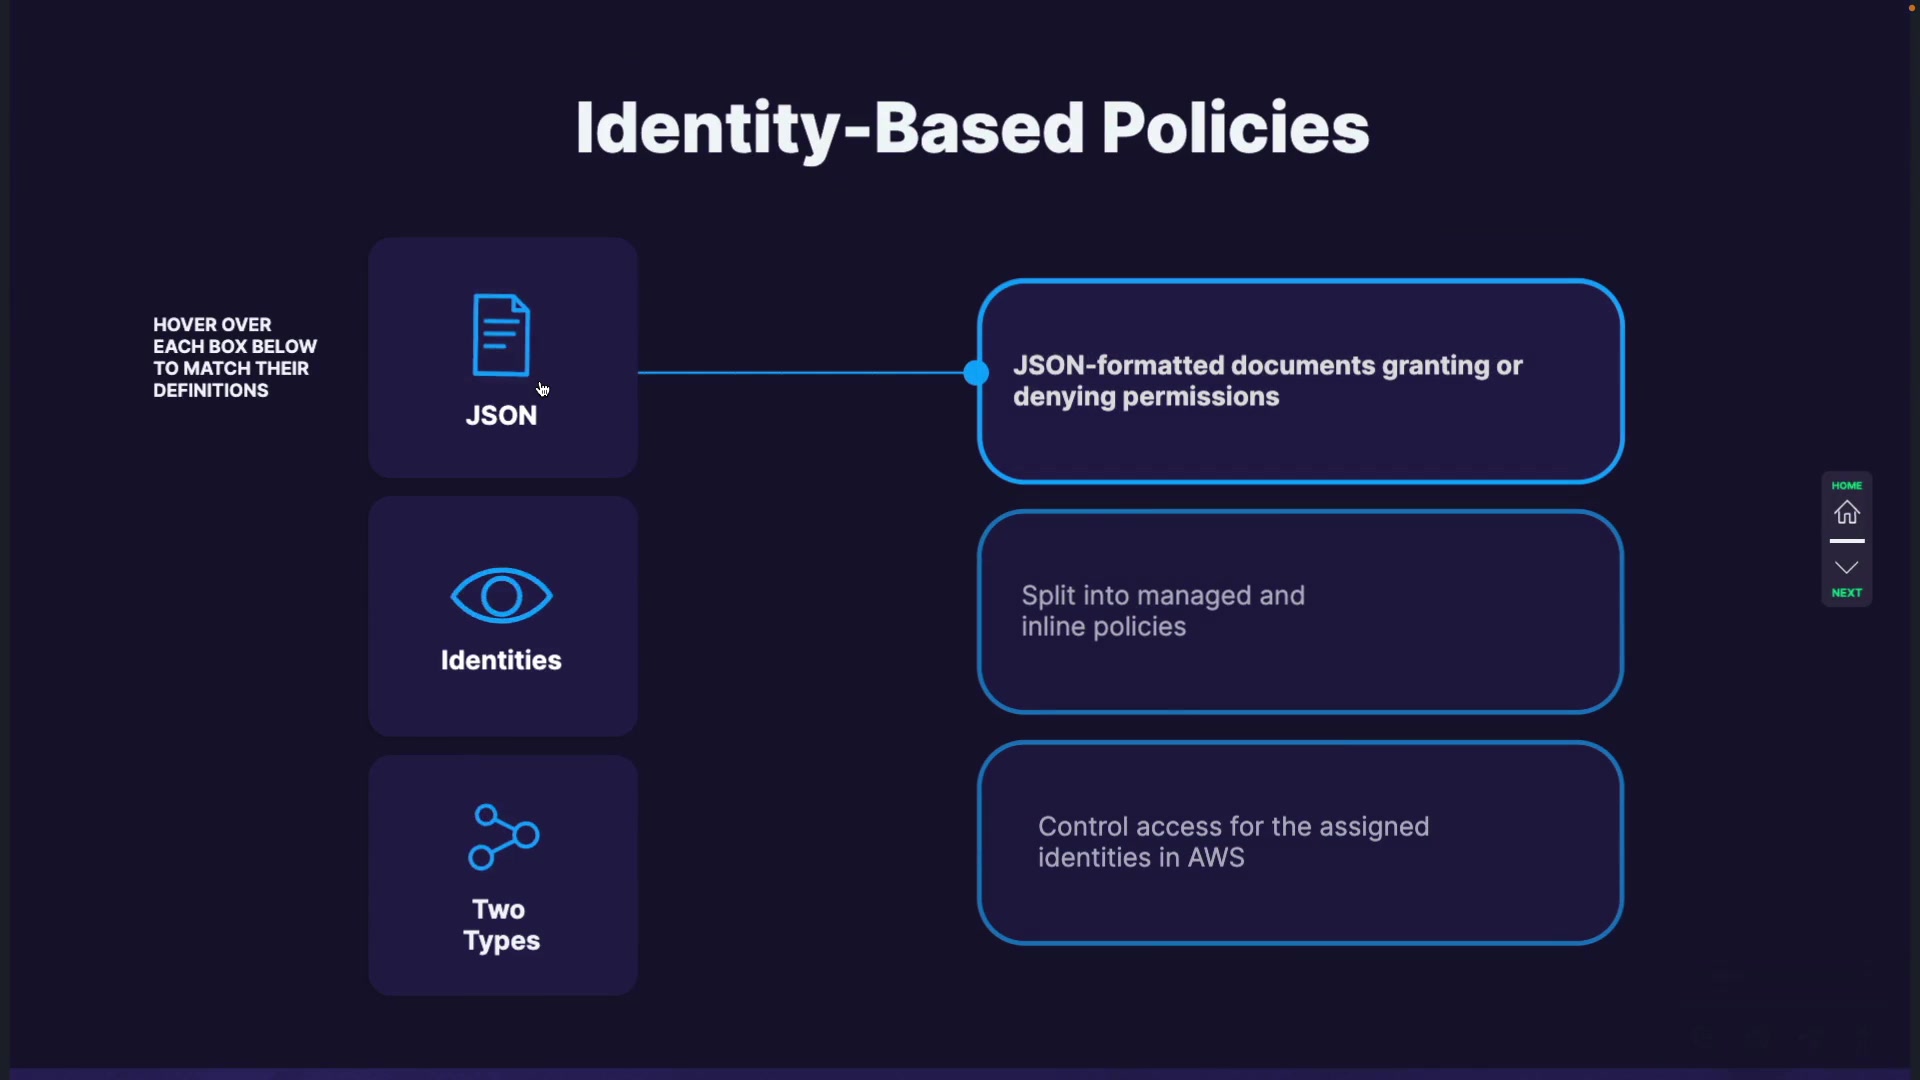 Identity-Based Policies
HOVER OVER
EACH BOX BELOW
TO MATCH THEIR
DEFINITIONS
JSON
JSON-formatted documents granting or
denying permissions
Identities
Split into managed and
inline policies
Two
Types
Control access for the assigned
identities in AWS
HOME
NEXT